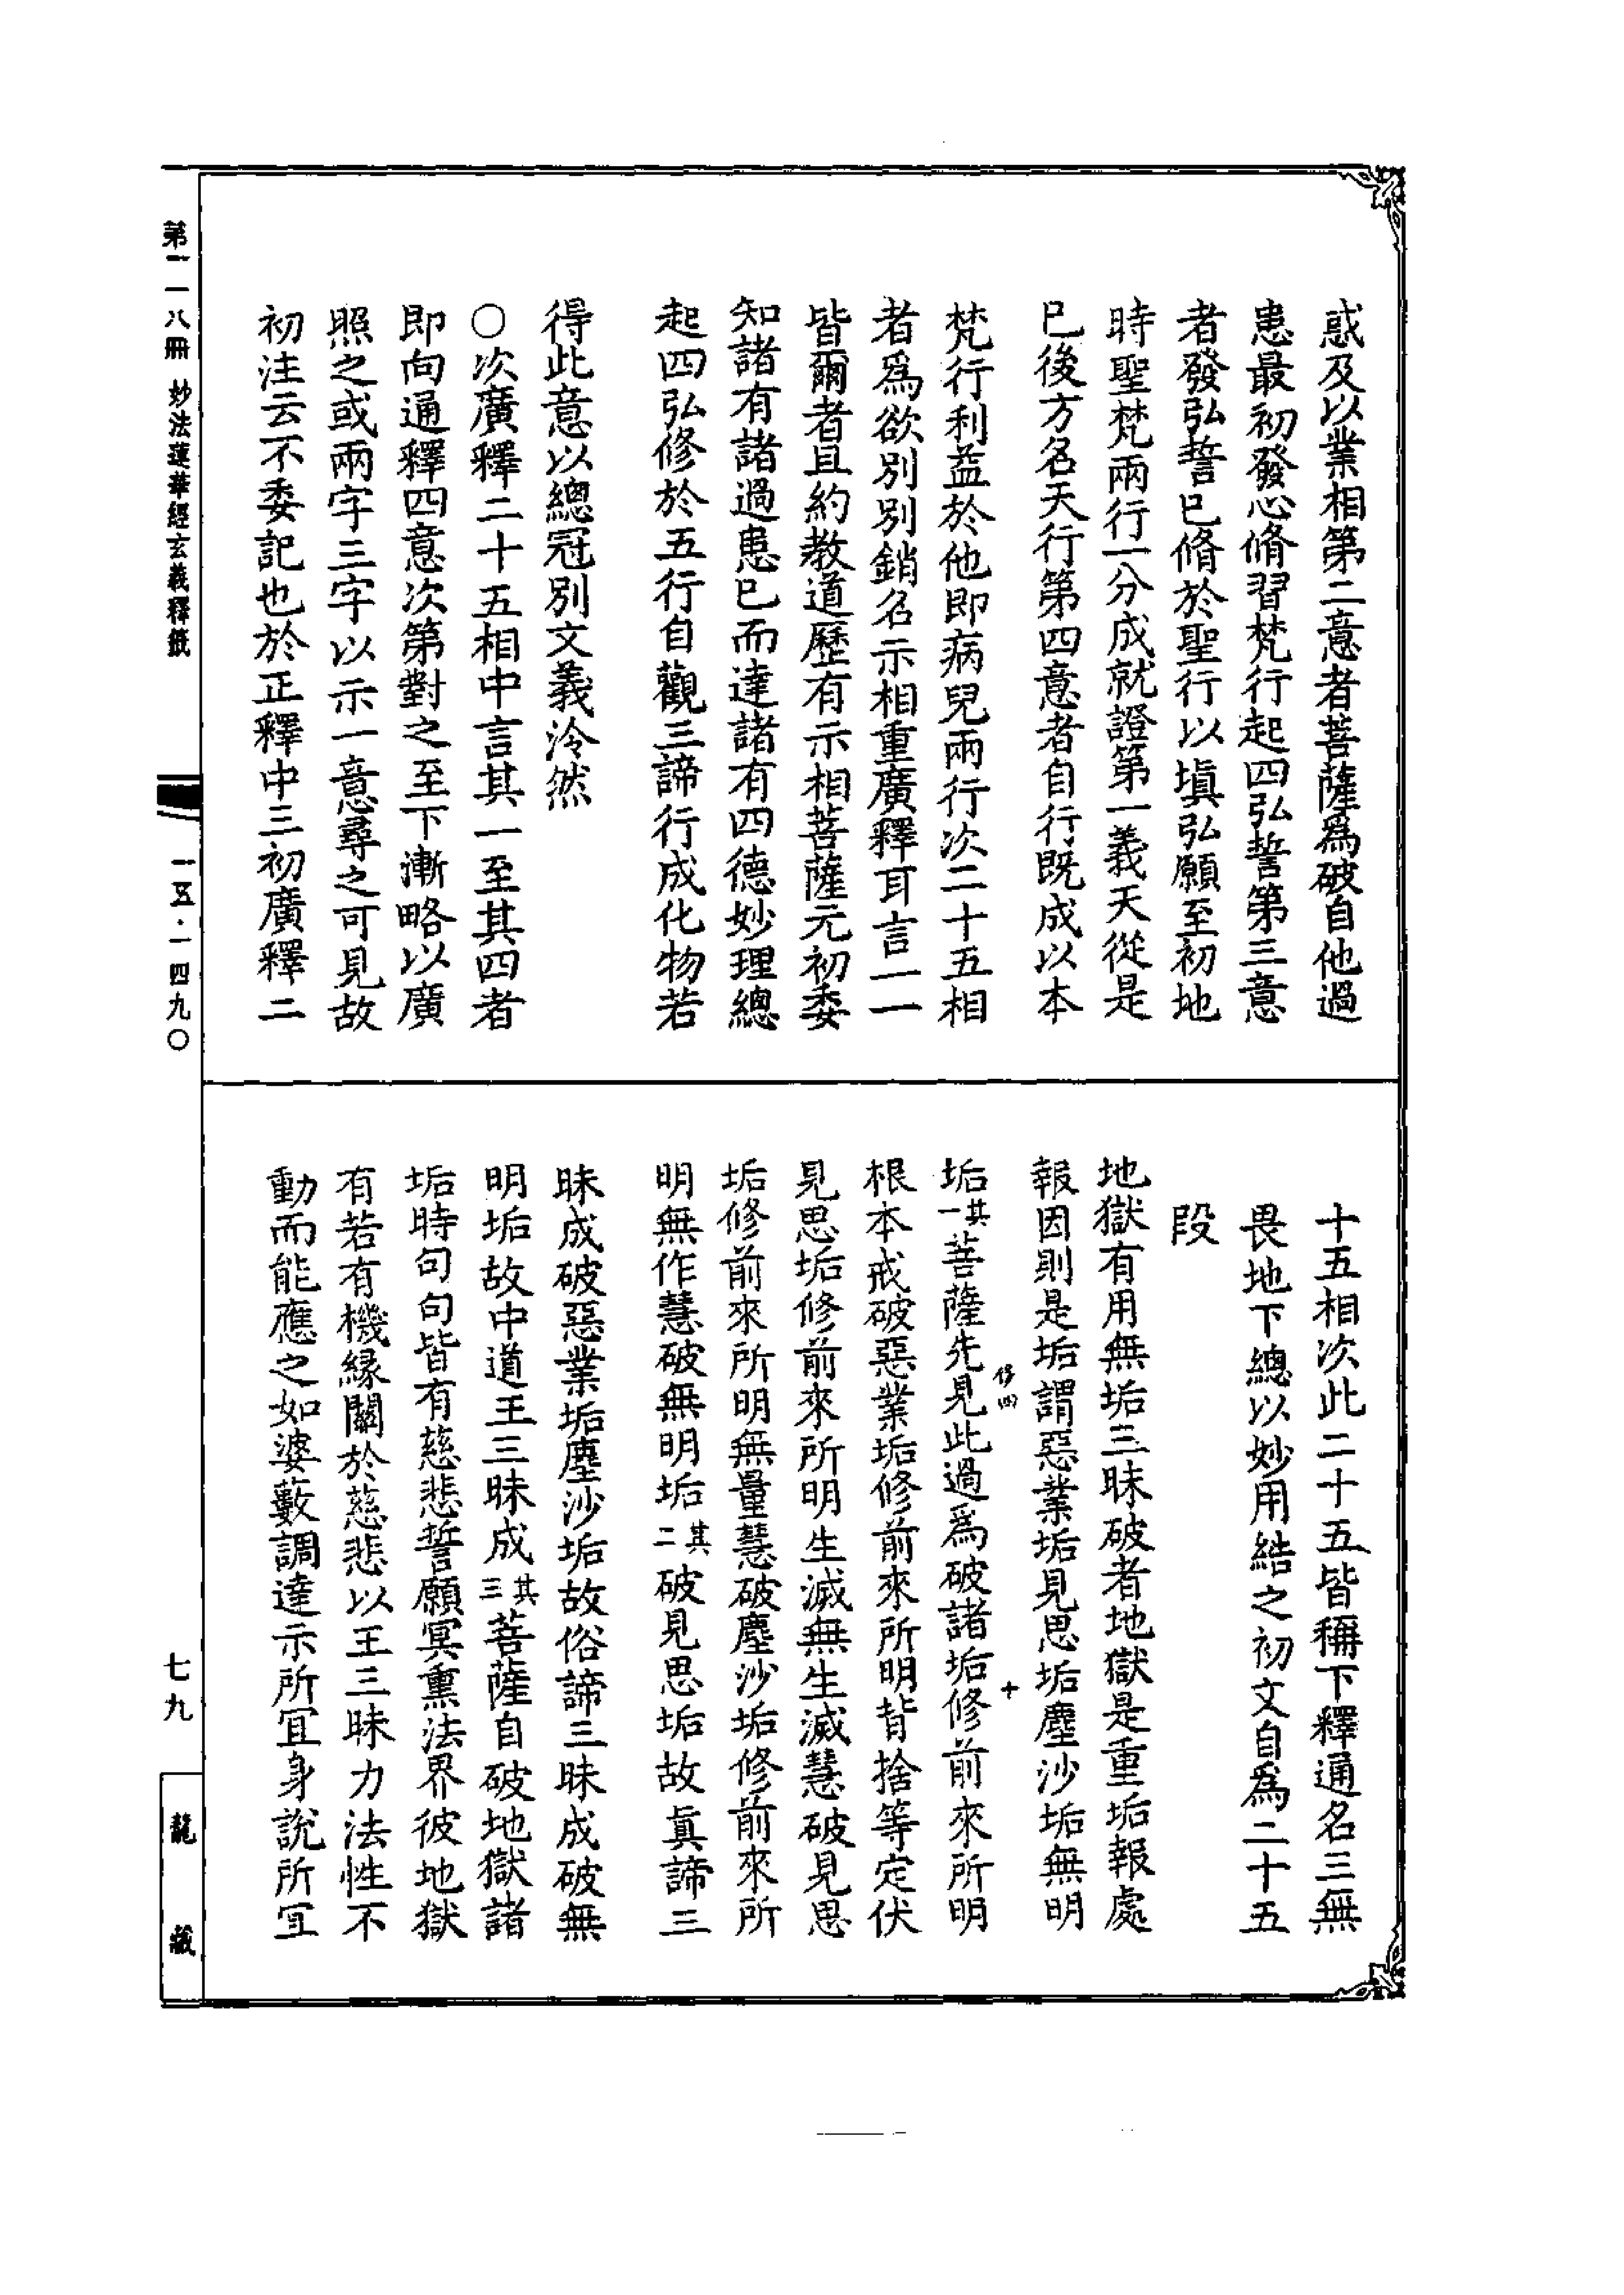 惑及以業相第二意者菩薩爲破自他過
患最初發心脩習梵行起四弘誓第三意
者發弘誓已脩於聖行以塡弘願至初地
時聖梵兩行一分成就證第一義天從是
已後方名天行第四意者自行既成以本
梵行利益於他即病兒兩行次二十五相
者爲欲別別銷名示相重廣釋耳言一一
皆爾者且約教道歷有示相菩薩元初委
知諸有諸過患已而達諸有四德妙理總
起四弘修於五行自觀三諦行成化物若
得此意以總冠別文義泠然
○次廣釋二十五相中言其一至其四者
即向通釋四意次第對之至下漸略以廣
照之或兩字三字以示一意尋之可見故
初注云不委記也於正釋中三初廣釋二
十五相次此二十五皆稱下釋通名三無
畏地下總以妙用結之初文自爲二十五
段
地獄有用無垢三昧破者地獄是重垢報處
報因則是垢謂惡業垢見思垢塵沙垢無明
垢其一菩薩先見此過爲破諸垢修前來所明
修四 十
根本戒破惡業垢修前來所明背捨等定伏
見思垢修前來所明生滅無生滅慧破見思
垢修前來所明無量慧破塵沙垢修前來所
明無作慧破無明垢其二破見思垢故眞諦三
昧成破惡業垢塵沙垢故俗諦三昧成破無
明垢故中道王三昧成其三菩薩自破地獄諸
垢時句句皆有慈悲誓願冥熏法界彼地獄
有若有機緣關於慈悲以王三昧力法性不
動而能應之如婆藪調達示所宜身說所宜
第一一八冊 妙法蓮華經玄義釋籤 一五·一四九〇 七九 龍藏